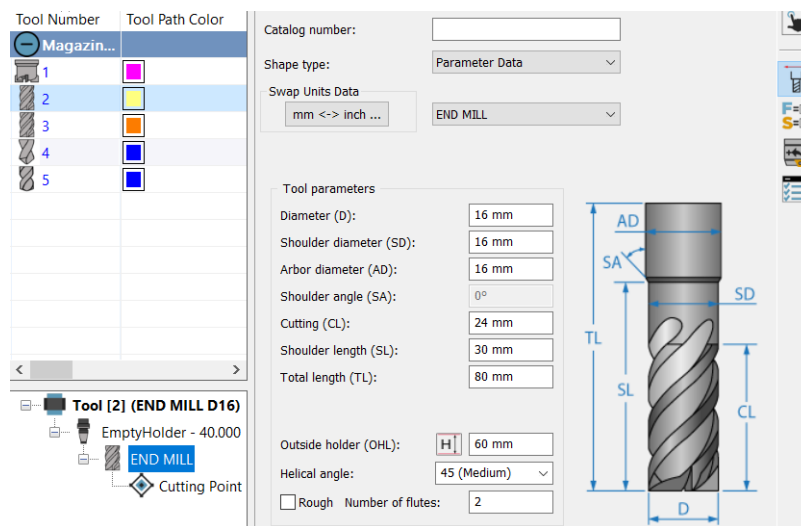 Tool Number Tool Path Color
Magazin...
1
2
3
4
5
Tool [2] (END MILL D16)
EmptyHolder - 40.000
END MILL
Cutting Point
Catalog number:
Shape type: Parameter Data
Swap Units Data
mm <-> inch ... END MILL
Tool parameters
Diameter (D): 16 mm
Shoulder diameter (SD): 16 mm
Arbor diameter (AD): 16 mm
Shoulder angle (SA): 0º
Cutting (CL): 24 mm
Shoulder length (SL): 30 mm
Total length (TL): 80 mm
Outside holder (OHL): H 60 mm
Helical angle: 45 (Medium)
Rough Number of flutes: 2
AD
SA
SD
TL
SL
CL
D
F=
S=